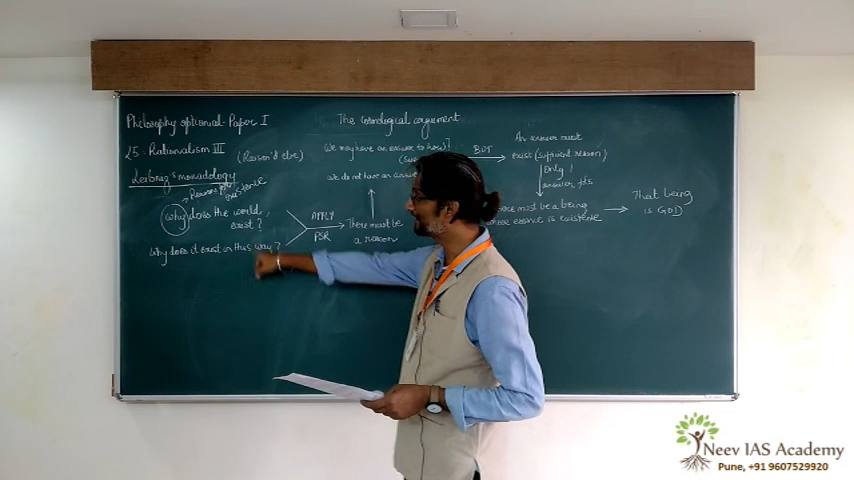 Philosophy optional-Paper I
The Cosmological argument
L5: Rationalism III
(Reason'd etre)
Leibniz's monadology
Reasons for existence
why does the world exist?
Why does it exist in this way?
APPLY
PSR
There must be
a reason
We may have an answer to how?
We do not have an answer
BUT
An answer must
exist (sufficient reason)
Only 1
answer fits
There must be a being
whose essence is existence
That being
is GOD
Neev IAS Academy
Pune, +91 9607529920